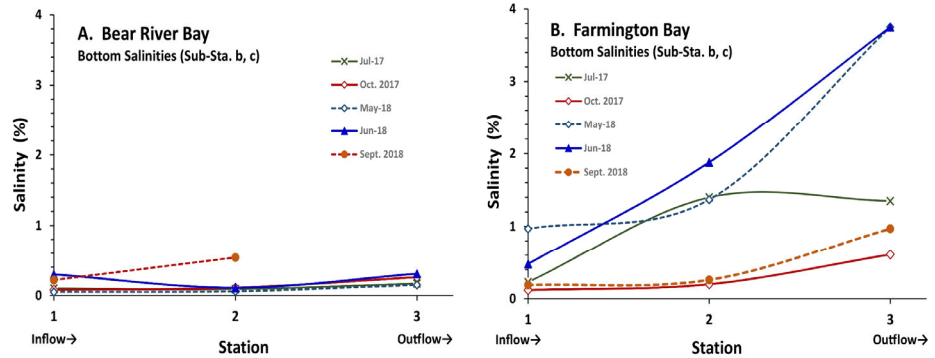 A. Bear River Bay
Bottom Salinities (Sub-Sta. b, c)
Jul-17
Oct. 2017
May-18
Jun-18
Sept. 2018
Salinity (%)
4
3
2
1
0
1
2
3
Inflow→
Station
Outflow→
B. Farmington Bay
Bottom Salinities (Sub-Sta. b, c)
Jul-17
Oct. 2017
May-18
Jun-18
Sept. 2018
Salinity (%)
4
3
2
1
0
1
2
3
Inflow→
Station
Outflow→